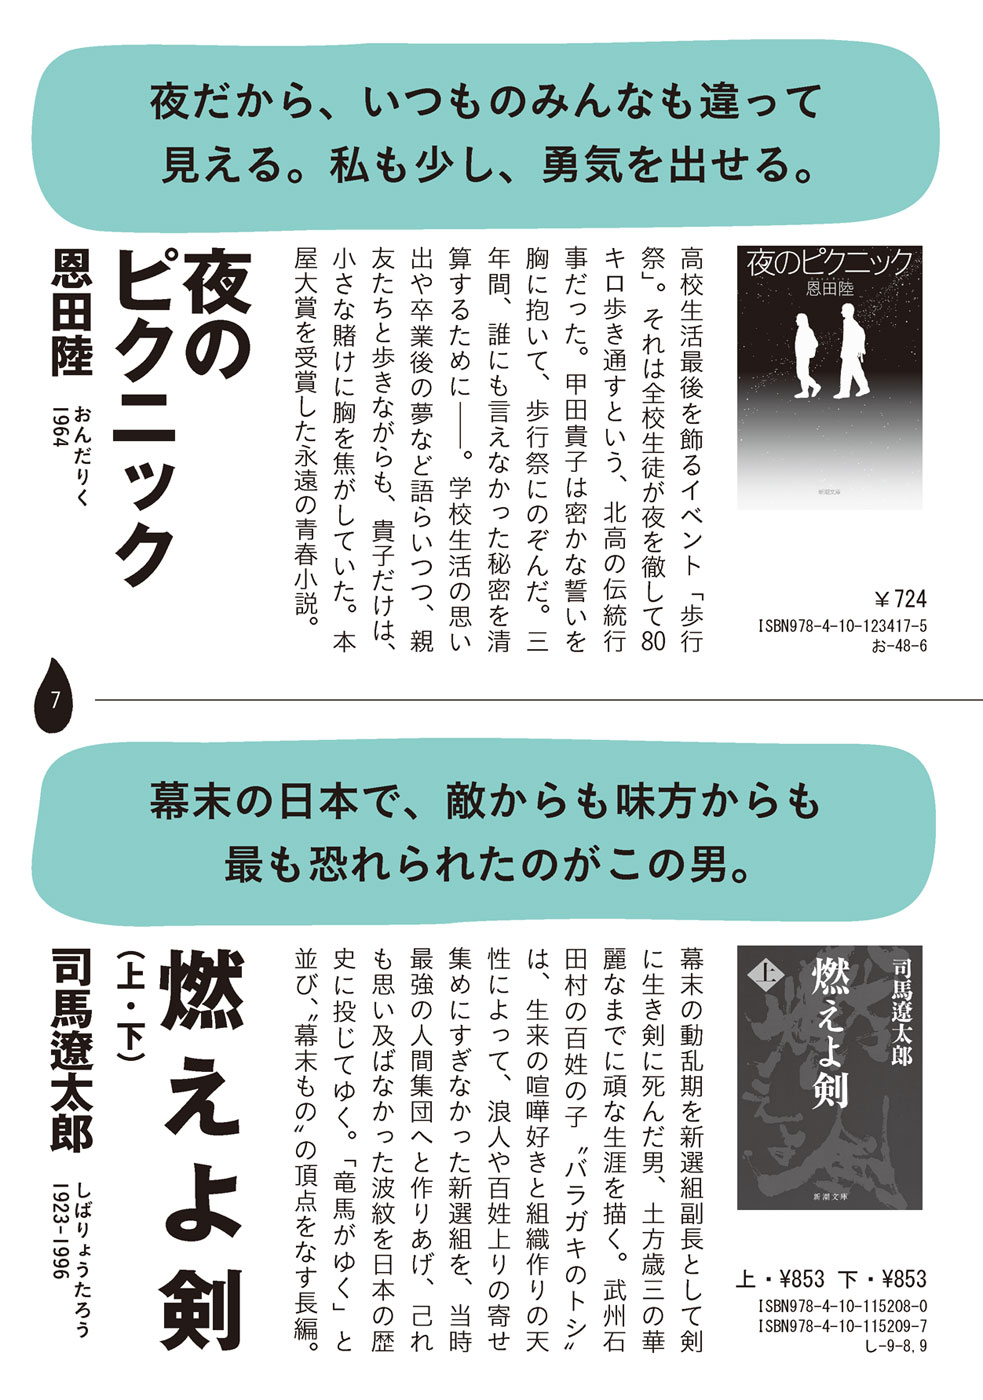 夜だから、いつものみんなも違って
見える。私も少し、勇気を出せる。
夜のピクニック
恩田陸
新潮文庫
¥724
ISBN978-4-10-123417-5
お-48-6
高校生活最後を飾るイベント「歩行
祭」。それは全校生徒が夜を徹して80
キロ歩き通すという、北高の伝統行
事だった。甲田貴子は密かな誓いを
胸に抱いて、歩行祭にのぞんだ。三
年間、誰にも言えなかった秘密を清
算するために――。学校生活の思い
出や卒業後の夢など語らいつつ、親
友たちと歩きながらも、貴子だけは、
小さな賭けに胸を焦がしていた。本
屋大賞を受賞した永遠の青春小説。
夜の
ピクニック
恩田陸
おんだりく
1964
7
幕末の日本で、敵からも味方からも
最も恐れられたのがこの男。
司馬遼太郎
燃えよ剣
上
新潮文庫
上・¥853 下・¥853
ISBN978-4-10-115208-0
ISBN978-4-10-115209-7
し-9-8,9
幕末の動乱期を新選組副長として剣
に生き剣に死んだ男、土方歳三の華
麗なまでに頑な生涯を描く。武州石
田村の百姓の子〝バラガキのトシ〟
は、生来の喧嘩好きと組織作りの天
性によって、浪人や百姓上りの寄せ
集めにすぎなかった新選組を、当時
最強の人間集団へと作りあげ、己れ
も思い及ばなかった波紋を日本の歴
史に投じてゆく。「竜馬がゆく」と
並び、〝幕末もの〟の頂点をなす長編。
燃えよ剣
（上・下）
司馬遼太郎
しばりょうたろう
1923-1996